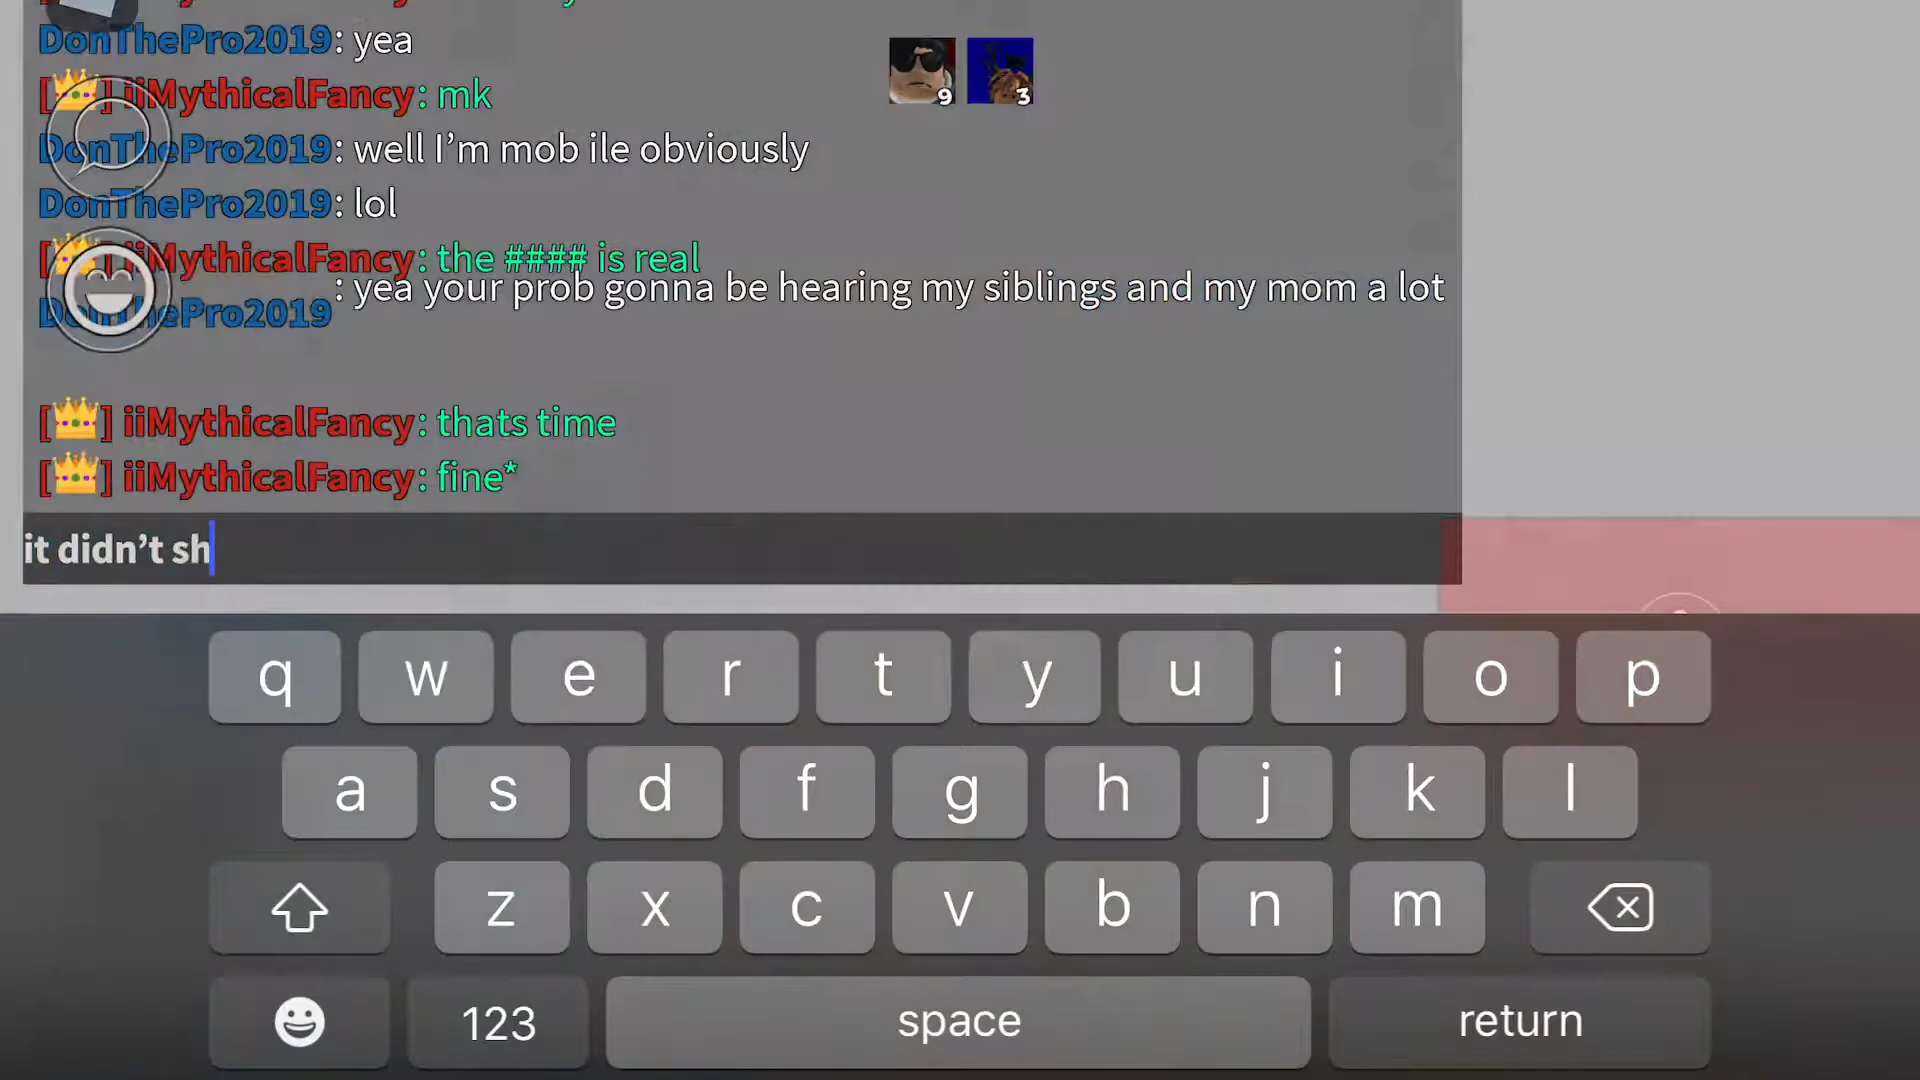 DonThePro2019: yea
9 3
[👑] iiMythicalFancy: mk
DonThePro2019: well I’m mob ile obviously
DonThePro2019: lol
[👑] iiMythicalFancy: the #### is real
DonThePro2019: yea your prob gonna be hearing my siblings and my mom a lot
[👑] iiMythicalFancy: thats time
[👑] iiMythicalFancy: fine*
it didn’t sh
q w e r t y u i o p
a s d f g h j k l
z x c v b n m
123 space return